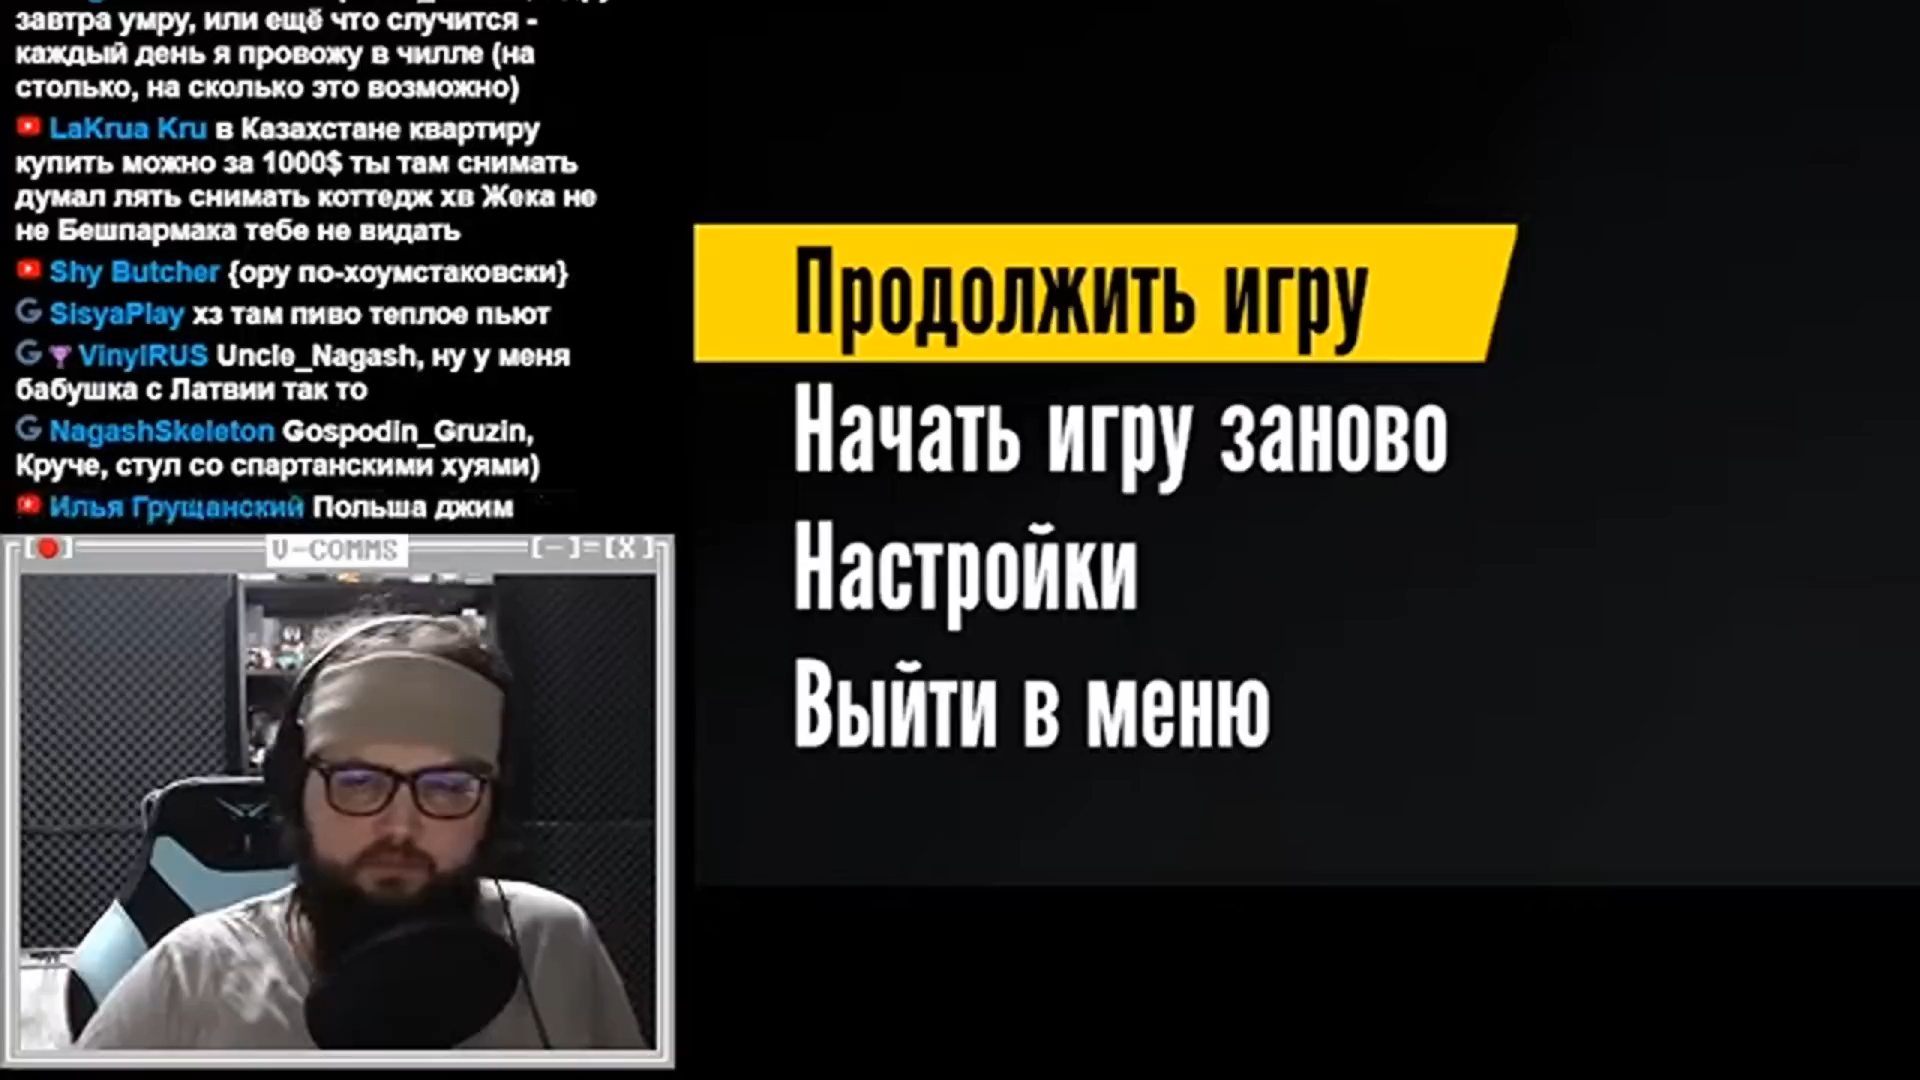 завтра умру, или ещё что случится -
каждый день я провожу в чилле (на
столько, на сколько это возможно)
LaKrua Kru в Казахстане квартиру
купить можно за 1000$ ты там снимать
думал лять снимать коттедж хв Жека не
не Бешпармака тебе не видать
Shy Butcher {ору по-хоумстаковски}
SisyaPlay хз там пиво теплое пьют
VinylRUS Uncle_Nagash, ну у меня
бабушка с Латвии так то
NagashSkeleton Gospodin_Gruzin,
Круче, стул со спартанскими хуями)
Илья Грущанский Польша джим
V-COMMS
[-]=[X]
Продолжить игру
Начать игру заново
Настройки
Выйти в меню